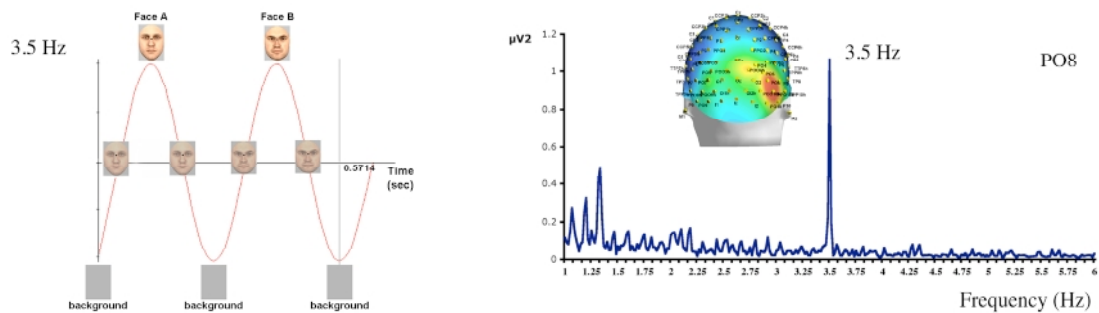 Face A
Face B
3.5 Hz
0.5714
Time
(sec)
background
background
background
μV2
1.2
1
0.8
0.6
0.4
0.2
0
3.5 Hz
PO8
1 1.25 1.5 1.75 2 2.25 2.5 2.75 3 3.25 3.5 3.75 4 4.25 4.5 4.75 5 5.25 5.5 5.75 6
Frequency (Hz)